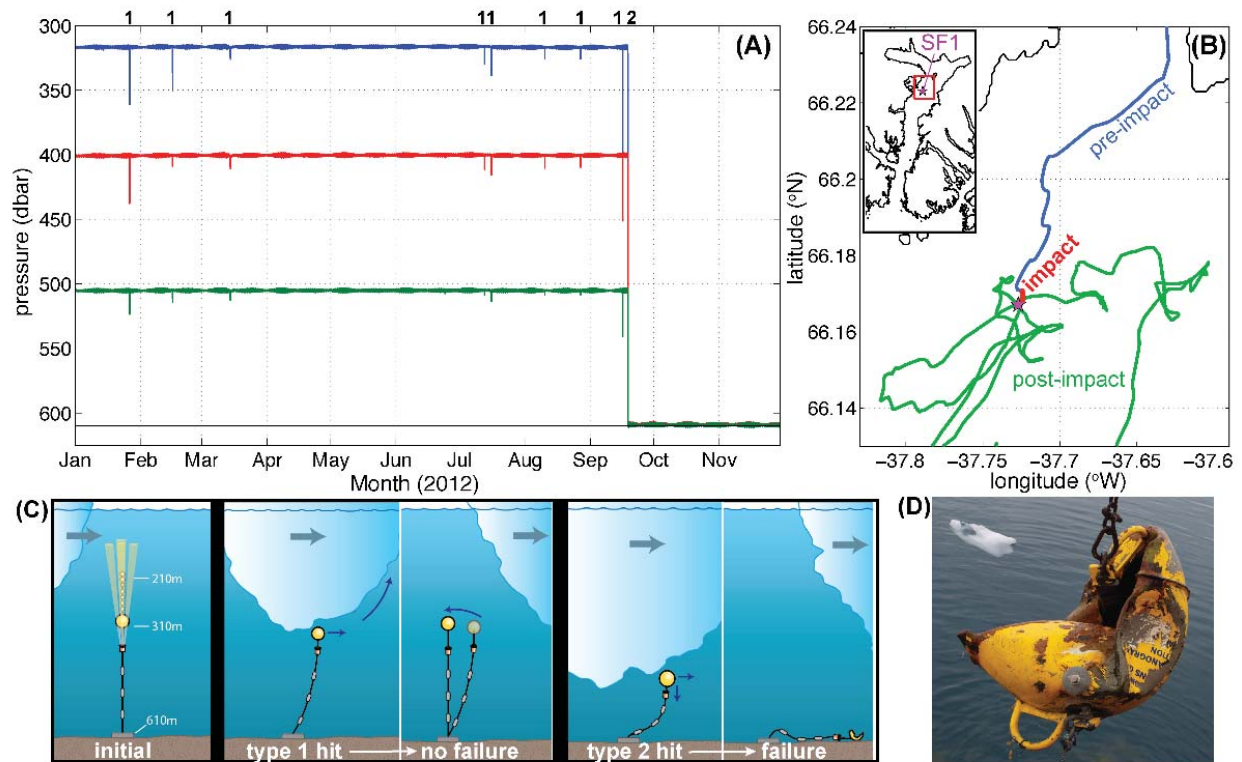 1 1 1 11 1 1 1 2
(A)
300
350
400
450
500
550
600
pressure (dbar)
Jan Feb Mar Apr May Jun Jul Aug Sep Oct Nov
Month (2012)
(B)
SF1
pre-impact
impact
post-impact
66.24
66.22
66.2
66.18
66.16
66.14
latitude (°N)
−37.8 −37.75 −37.7 −37.65 −37.6
longitude (°W)
(C)
210m
310m
610m
initial
type 1 hit
no failure
type 2 hit
failure
(D)